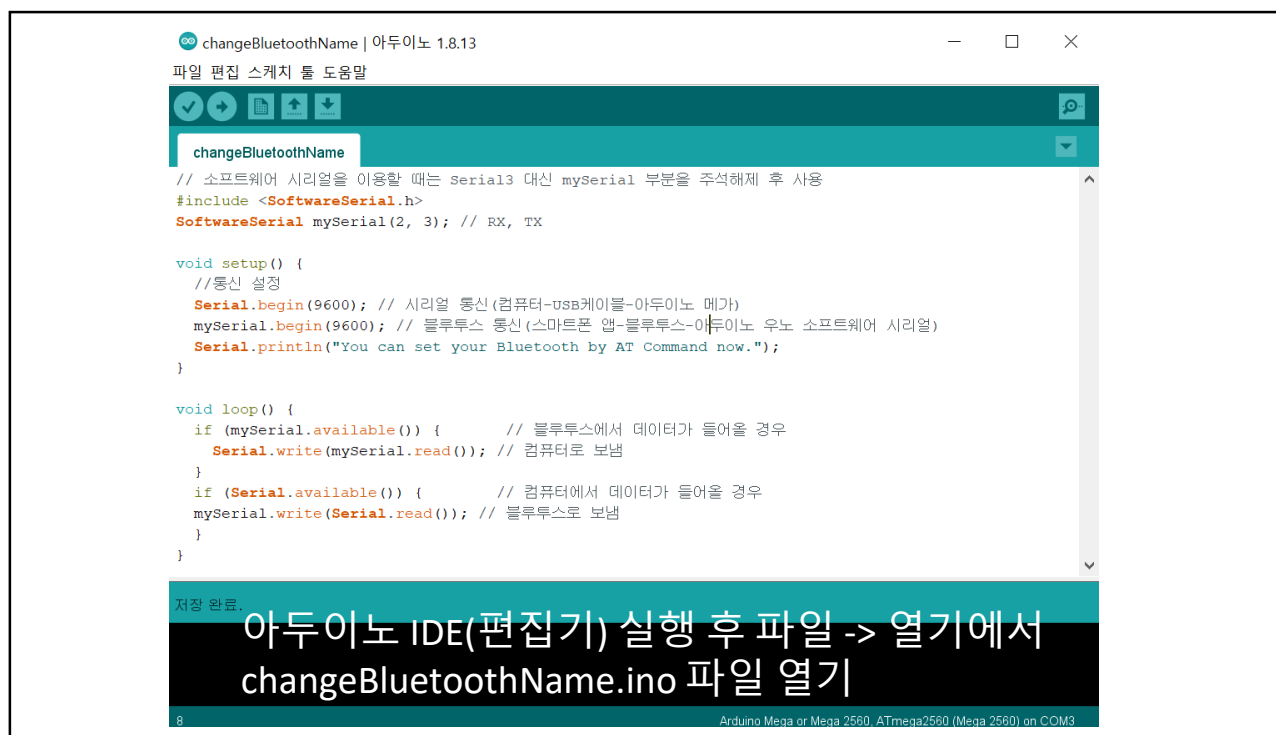 changeBluetoothName | 아두이노 1.8.13
파일 편집 스케치 툴 도움말
changeBluetoothName
// 소프트웨어 시리얼을 이용할 때는 Serial3 대신 mySerial 부분을 주석해제 후 사용
#include <SoftwareSerial.h>
SoftwareSerial mySerial(2, 3); // RX, TX
void setup() {
//통신 설정
Serial.begin(9600); // 시리얼 통신(컴퓨터-USB케이블-아두이노 메가)
mySerial.begin(9600); // 블루투스 통신(스마트폰 앱-블루투스-아두이노 우노 소프트웨어 시리얼)
Serial.println("You can set your Bluetooth by AT Command now.");
}
void loop() {
if (mySerial.available()) { // 블루투스에서 데이터가 들어올 경우
Serial.write(mySerial.read()); // 컴퓨터로 보냄
}
if (Serial.available()) { // 컴퓨터에서 데이터가 들어올 경우
mySerial.write(Serial.read()); // 블루투스로 보냄
}
}
저장 완료.
아두이노 IDE(편집기) 실행 후 파일 -> 열기에서
changeBluetoothName.ino 파일 열기
8 Arduino Mega or Mega 2560, ATmega2560 (Mega 2560) on COM3